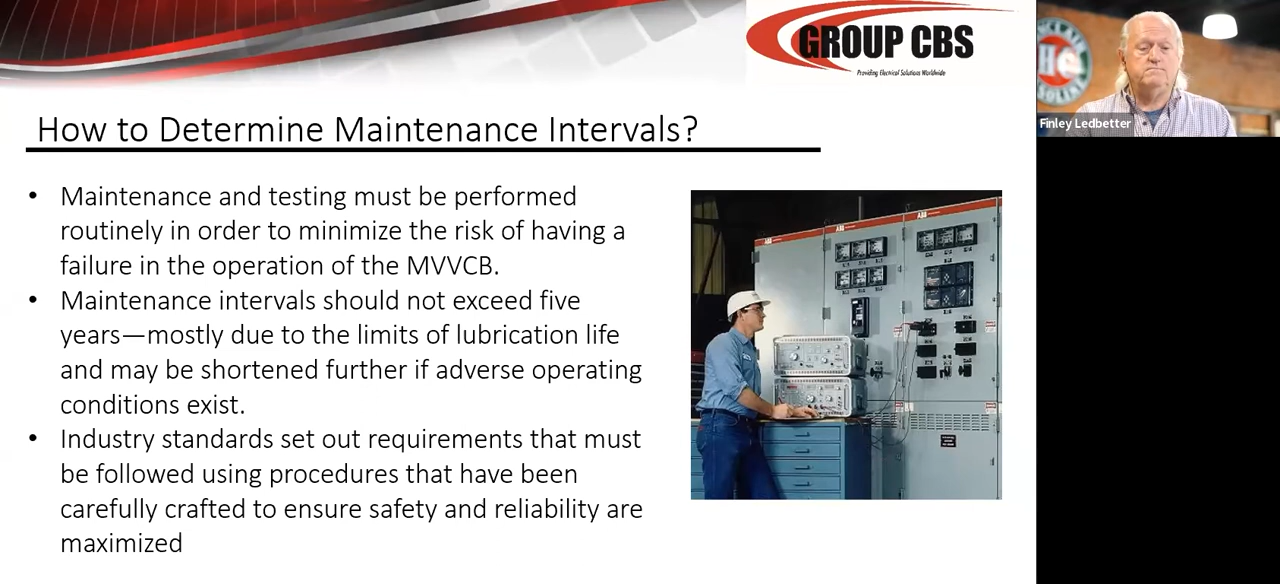 GROUP CBS
Providing Electrical Solutions Worldwide
How to Determine Maintenance Intervals?
• Maintenance and testing must be performed
routinely in order to minimize the risk of having a
failure in the operation of the MVVCB.
• Maintenance intervals should not exceed five
years—mostly due to the limits of lubrication life
and may be shortened further if adverse operating
conditions exist.
• Industry standards set out requirements that must
be followed using procedures that have been
carefully crafted to ensure safety and reliability are
maximized
ABB
ABB
ABB
Finley Ledbetter